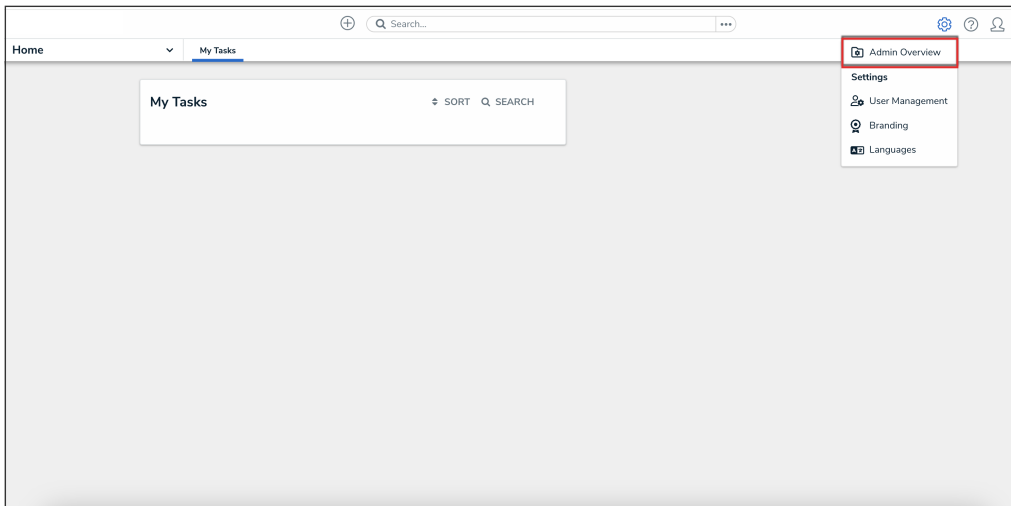 Search...
Home
My Tasks
Admin Overview
Settings
User Management
Branding
Languages
My Tasks
SORT
SEARCH